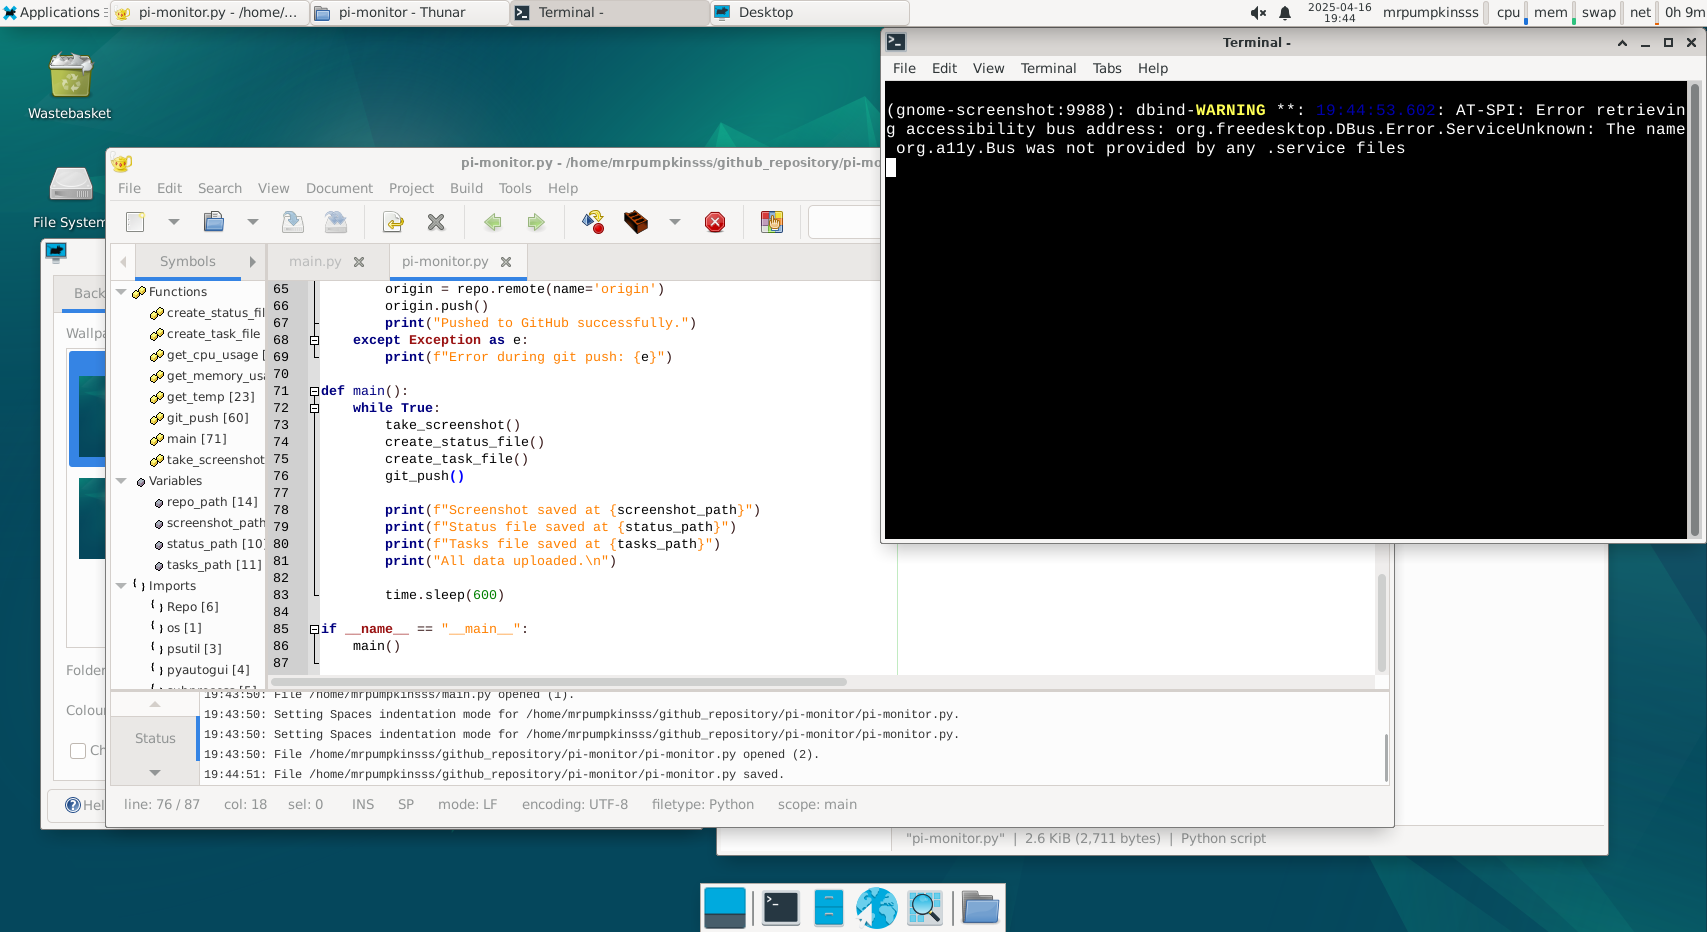 Applications
pi-monitor.py - /home/...
pi-monitor - Thunar
Terminal -
Desktop
2025-04-16
19:44
mrpumpkinsss
cpu
mem
swap
net
0h 9m
Wastebasket
File System
Terminal -
File Edit View Terminal Tabs Help
(gnome-screenshot:9988): dbind-WARNING **: 19:44:53.602: AT-SPI: Error retrievin
g accessibility bus address: org.freedesktop.DBus.Error.ServiceUnknown: The name
org.a11y.Bus was not provided by any .service files
pi-monitor.py - /home/mrpumpkinsss/github_repository/pi-mo
File Edit Search View Document Project Build Tools Help
Symbols
main.py
pi-monitor.py
Functions
create_status_fil
create_task_file
get_cpu_usage [
get_memory_usa
get_temp [23]
git_push [60]
main [71]
take_screenshot
Variables
repo_path [14]
screenshot_path
status_path [10]
tasks_path [11]
Imports
Repo [6]
os [1]
psutil [3]
pyautogui [4]
subprocess [5]
65 origin = repo.remote(name='origin')
66 origin.push()
67 print("Pushed to GitHub successfully.")
68 except Exception as e:
69 print(f"Error during git push: {e}")
70
71 def main():
72 while True:
73 take_screenshot()
74 create_status_file()
75 create_task_file()
76 git_push()
77
78 print(f"Screenshot saved at {screenshot_path}")
79 print(f"Status file saved at {status_path}")
80 print(f"Tasks file saved at {tasks_path}")
81 print("All data uploaded.\n")
82
83 time.sleep(600)
84
85 if __name__ == "__main__":
86 main()
87
Back
Wallpa
Folder
Colou
Ch
Hel
Status
19:43:50: File /home/mrpumpkinsss/main.py opened (1).
19:43:50: Setting Spaces indentation mode for /home/mrpumpkinsss/github_repository/pi-monitor/pi-monitor.py.
19:43:50: Setting Spaces indentation mode for /home/mrpumpkinsss/github_repository/pi-monitor/pi-monitor.py.
19:43:50: File /home/mrpumpkinsss/github_repository/pi-monitor/pi-monitor.py opened (2).
19:44:51: File /home/mrpumpkinsss/github_repository/pi-monitor/pi-monitor.py saved.
line: 76 / 87 col: 18 sel: 0 INS SP mode: LF encoding: UTF-8 filetype: Python scope: main
"pi-monitor.py" | 2.6 KiB (2,711 bytes) | Python script